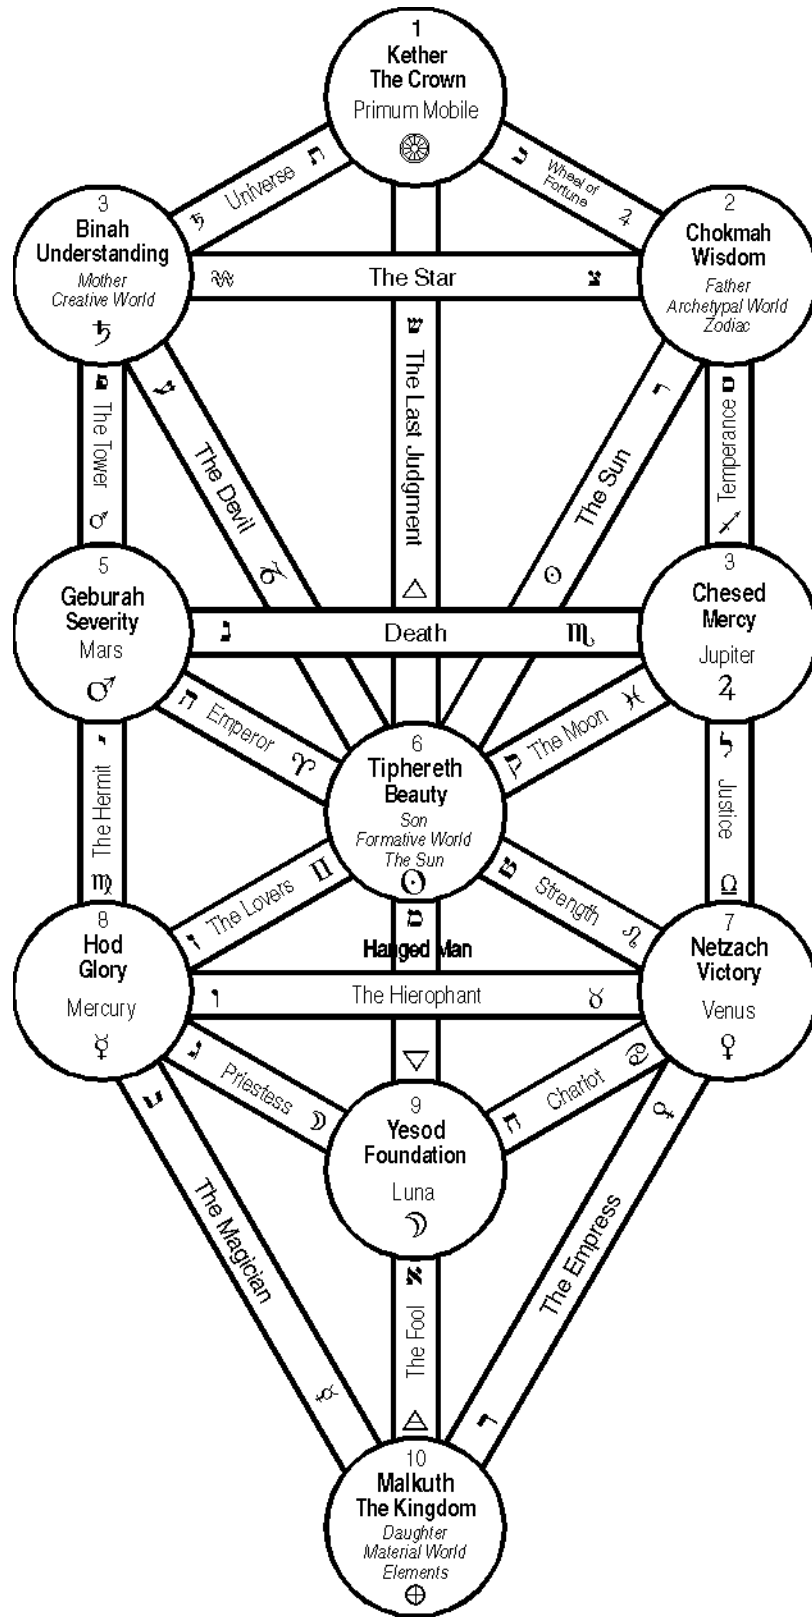 1
Kether
The Crown
Primum Mobile
ת
Universe
♄
כ
Wheel of
Fortune
♃
3
Binah
Understanding
Mother
Creative World
♄
2
Chokmah
Wisdom
Father
Archetypal World
Zodiac
♒
The Star
צ
ש
The Last Judgment
△
פ
The Tower
♂
ע
The Devil
♑
ר
The Sun
☉
ם
Temperance
♐
5
Geburah
Severity
Mars
♂
נ
Death
♏
3
Chesed
Mercy
Jupiter
♃
ה
Emperor
♈
ק
The Moon
♓
6
Tiphereth
Beauty
Son
Formative World
The Sun
☉
י
The Hermit
♍
ל
Justice
♎
ז
The Lovers
♊
Strength
♌
מ
Hanged Man
▽
8
Hod
Glory
Mercury
☿
ו
The Hierophant
♉
7
Netzach
Victory
Venus
♀
ג
Priestess
☽
ח
Chariot
♋
9
Yesod
Foundation
Luna
☽
The Magician
☿
א
The Fool
♀
The Empress
10
Malkuth
The Kingdom
Daughter
Material World
Elements
⊕